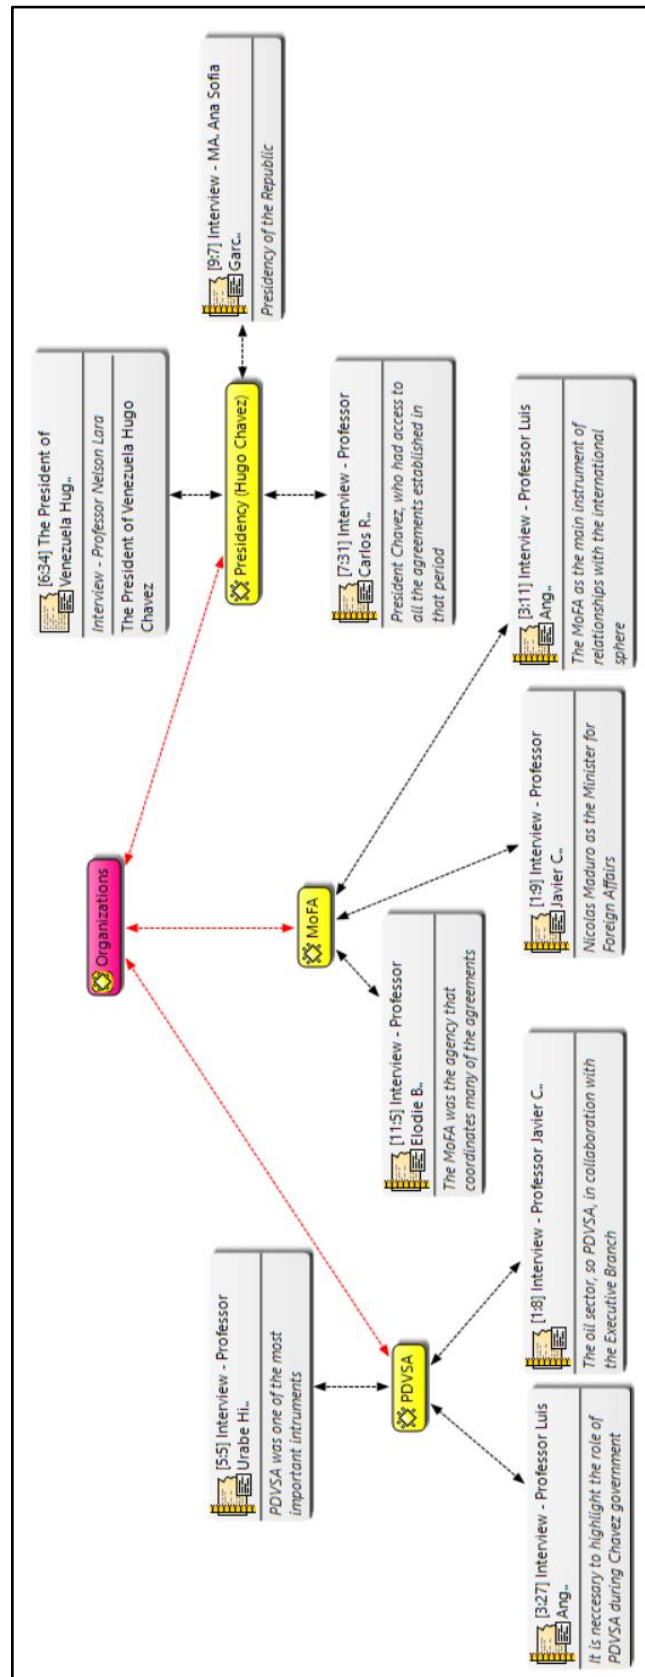 Organizations
PDVSA
MoFA
Presidency (Hugo Chavez)
[5:5] Interview - Professor
Urabe Hi..
PDVSA was one of the most
important intruments
[3:27] Interview - Professor Luis
Ang..
It is neccesary to highlight the role of
PDVSA during Chavez government
[1:8] Interview - Professor Javier C..
The oil sector, so PDVSA, in collaboration with
the Executive Branch
[11:5] Interview - Professor
Elodie B..
The MoFA was the agency that
coordinates many of the agreements
[1:9] Interview - Professor
Javier C..
Nicolas Maduro as the Minister for
Foreign Affairs
[3:11] Interview - Professor Luis
Ang..
The MoFA as the main instrument of
relationships with the international
sphere
[6:34] The President of
Venezuela Hug..
Interview - Professor Nelson Lara
The President of Venezuela Hugo
Chavez
[7:31] Interview - Professor
Carlos R..
President Chavez, who had access to
all the agreements established in
that period
[9:7] Interview - MA. Ana Sofia
Garc..
Presidency of the Republic